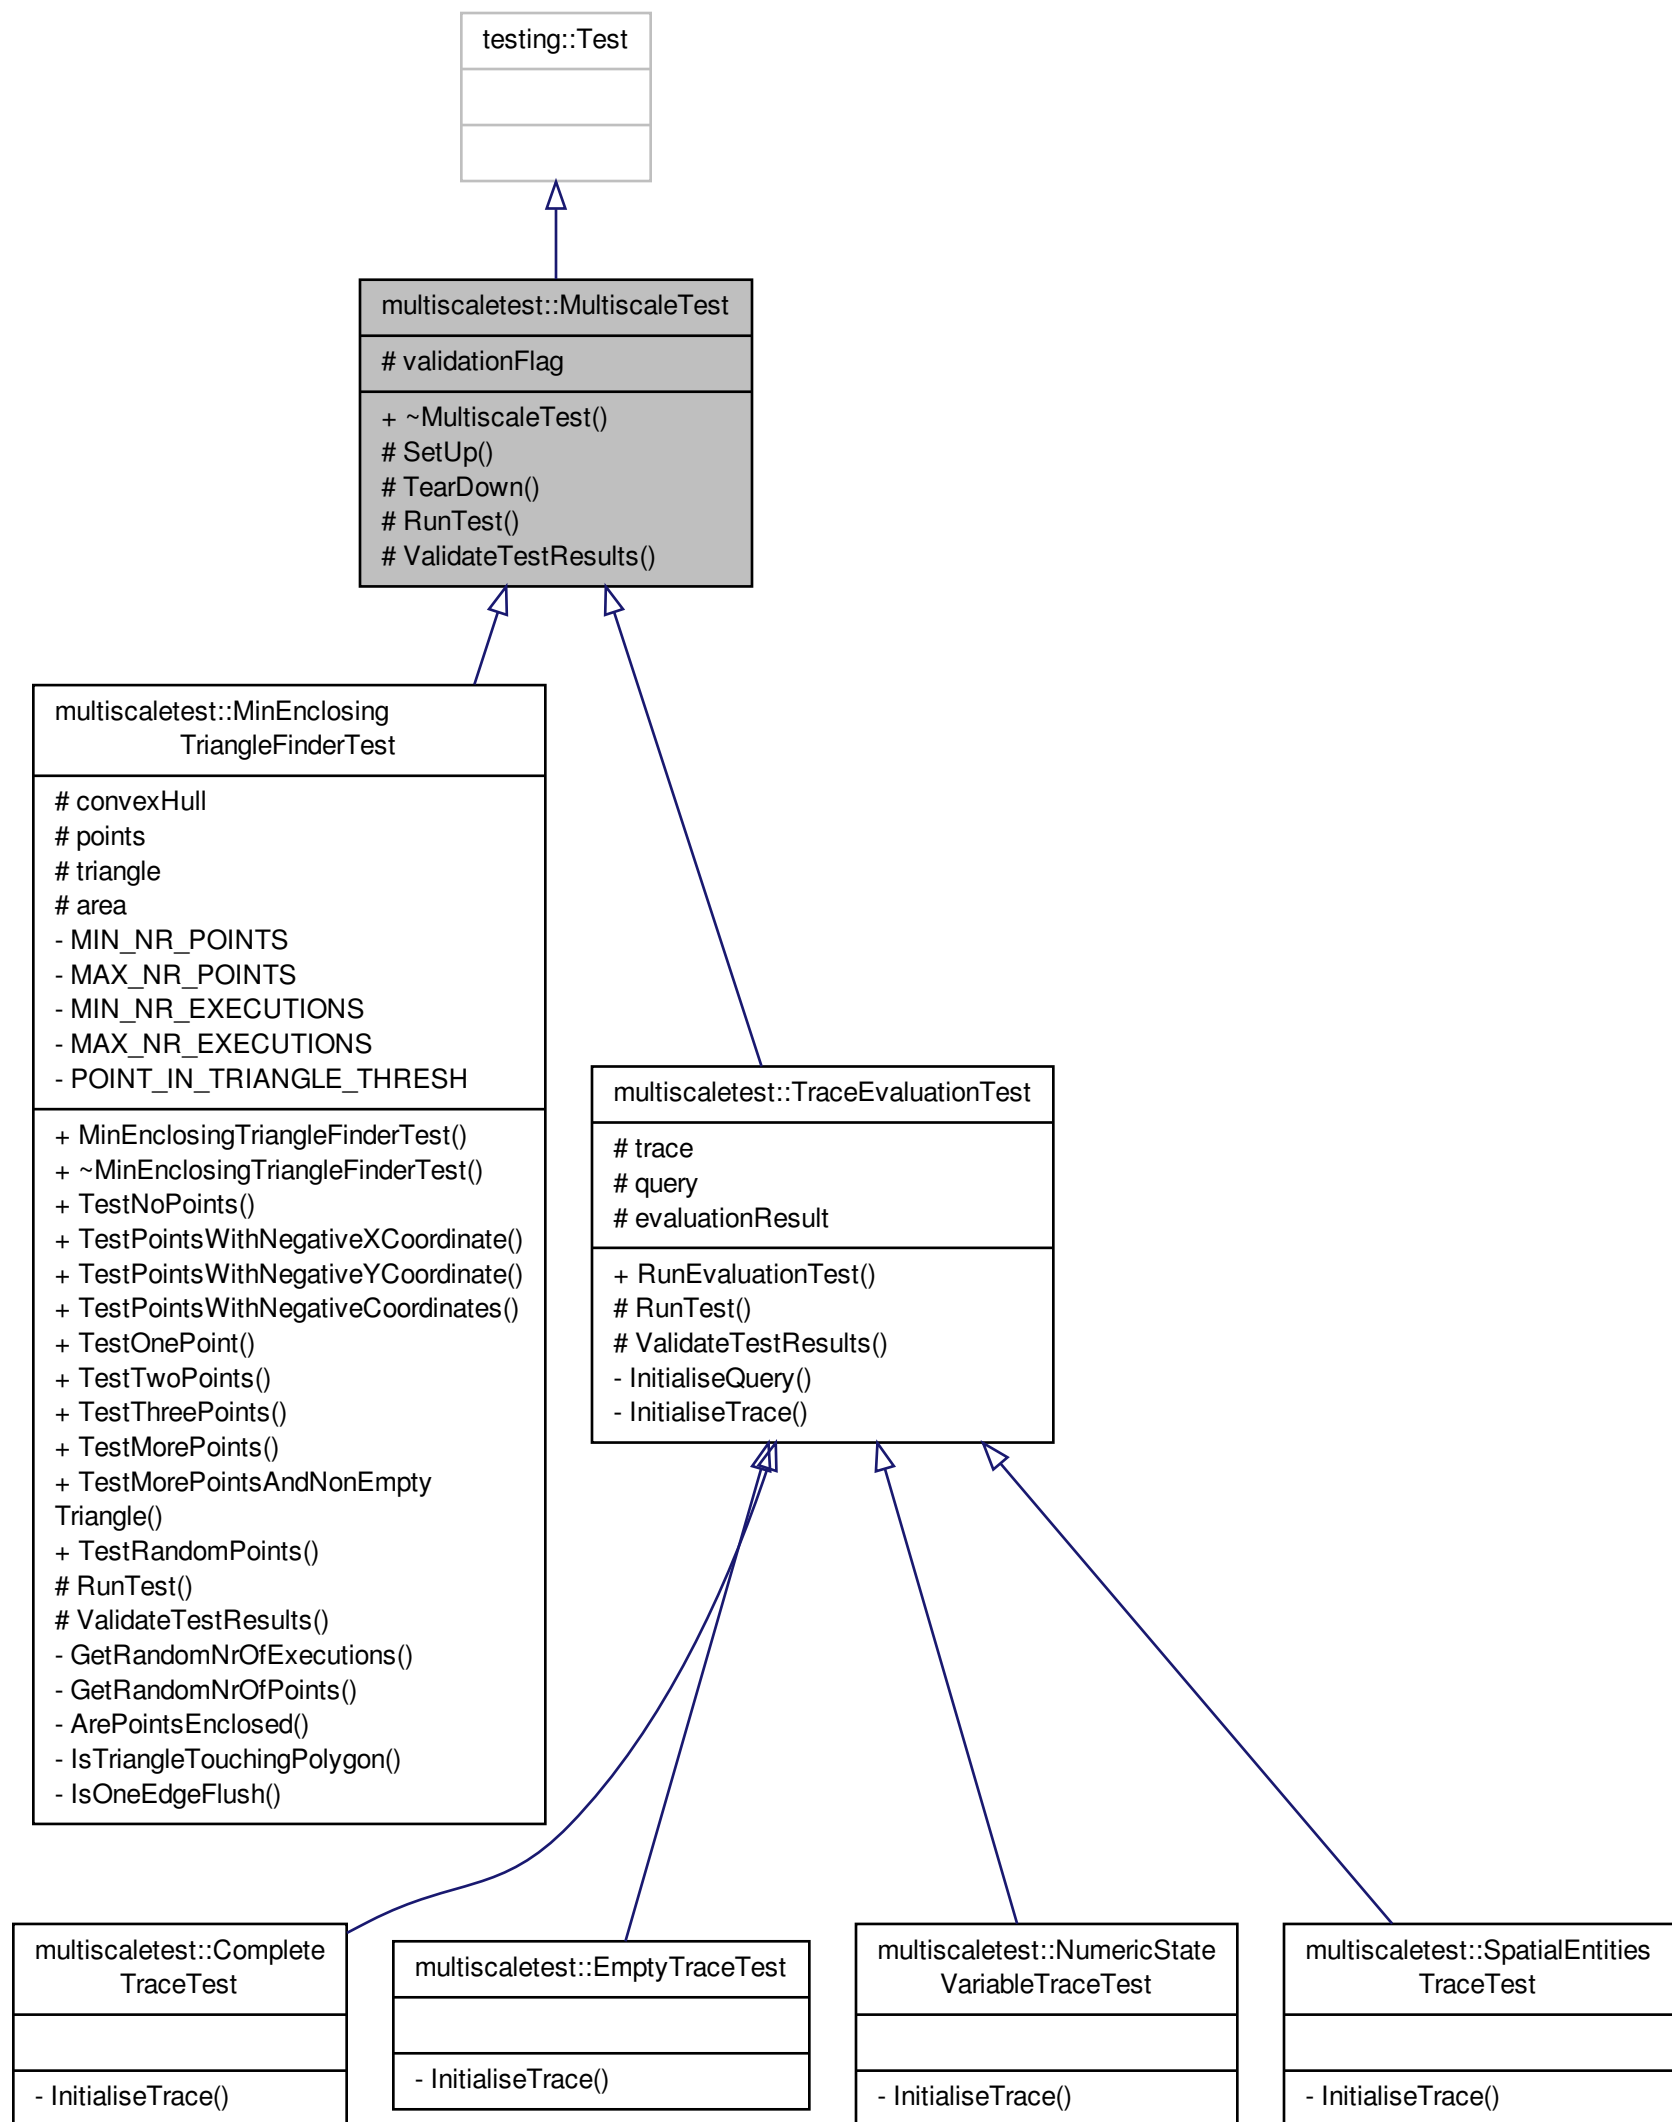 testing::Test
multiscaletest::MultiscaleTest
# validationFlag
+ ~MultiscaleTest()
# SetUp()
# TearDown()
# RunTest()
# ValidateTestResults()
multiscaletest::MinEnclosing
TriangleFinderTest
# convexHull
# points
# triangle
# area
- MIN_NR_POINTS
- MAX_NR_POINTS
- MIN_NR_EXECUTIONS
- MAX_NR_EXECUTIONS
- POINT_IN_TRIANGLE_THRESH
+ MinEnclosingTriangleFinderTest()
+ ~MinEnclosingTriangleFinderTest()
+ TestNoPoints()
+ TestPointsWithNegativeXCoordinate()
+ TestPointsWithNegativeYCoordinate()
+ TestPointsWithNegativeCoordinates()
+ TestOnePoint()
+ TestTwoPoints()
+ TestThreePoints()
+ TestMorePoints()
+ TestMorePointsAndNonEmpty
Triangle()
+ TestRandomPoints()
# RunTest()
# ValidateTestResults()
- GetRandomNrOfExecutions()
- GetRandomNrOfPoints()
- ArePointsEnclosed()
- IsTriangleTouchingPolygon()
- IsOneEdgeFlush()
multiscaletest::TraceEvaluationTest
# trace
# query
# evaluationResult
+ RunEvaluationTest()
# RunTest()
# ValidateTestResults()
- InitialiseQuery()
- InitialiseTrace()
multiscaletest::Complete
TraceTest
- InitialiseTrace()
multiscaletest::EmptyTraceTest
- InitialiseTrace()
multiscaletest::NumericState
VariableTraceTest
- InitialiseTrace()
multiscaletest::SpatialEntities
TraceTest
- InitialiseTrace()